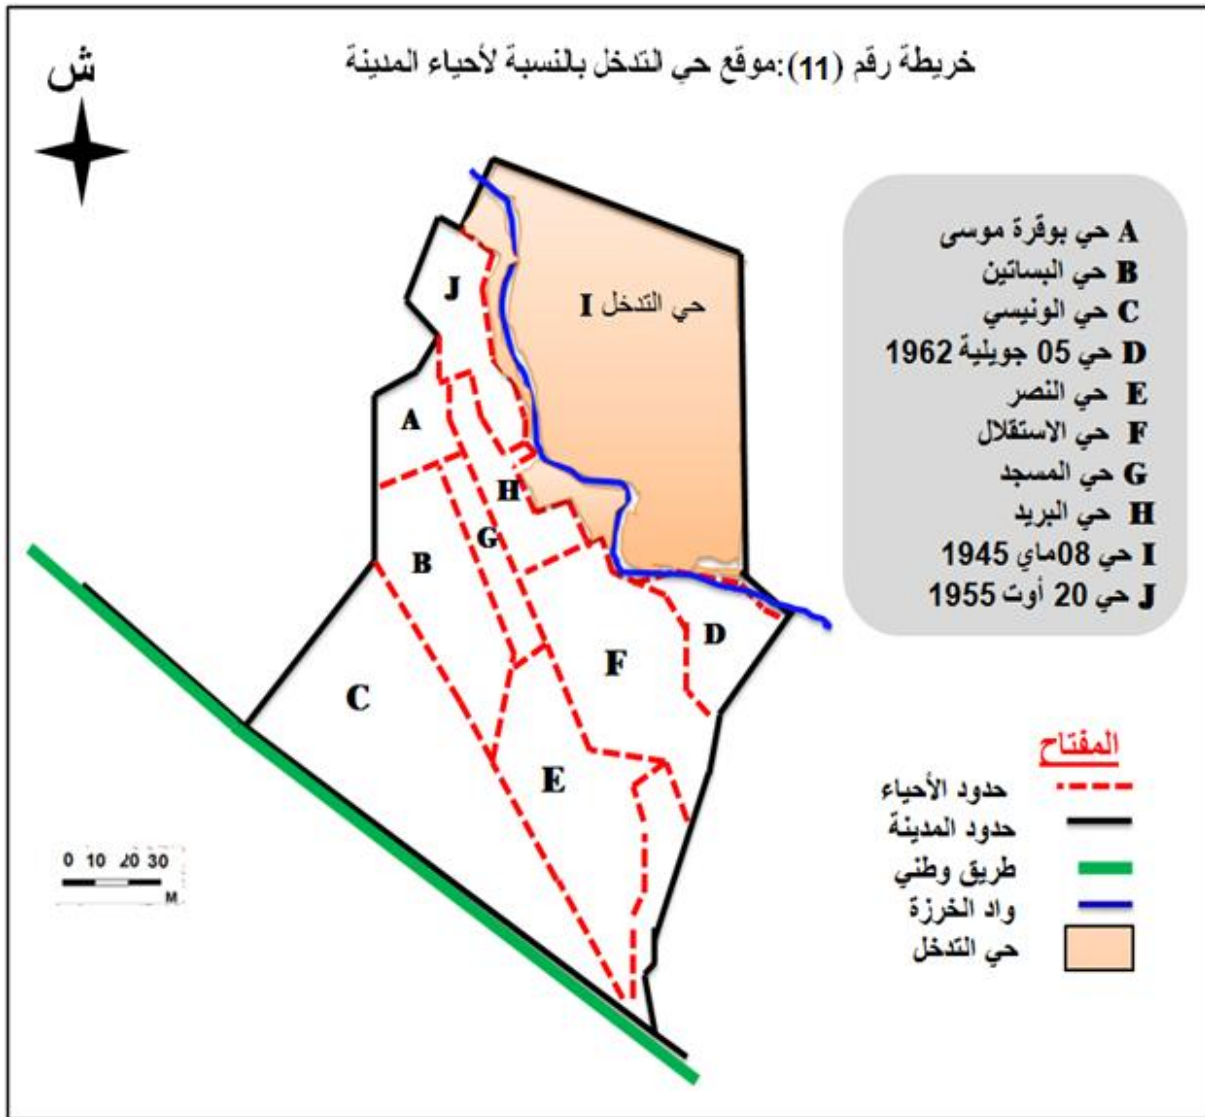 خريطة رقم (11):موقع حي التدخل بالنسبة لأحياء المدينة
ش
A حي بوقرة موسى
B حي البساتين
C حي الونيسي
D حي 05 جويلية 1962
E حي النصر
F حي الاستقلال
G حي المسجد
H حي البريد
I حي 08ماي 1945
J حي 20 أوت 1955
J
حي التدخل I
A
H
G
B
D
F
C
E
المفتاح
حدود الأحياء
حدود المدينة
طريق وطني
واد الخرزة
حي التدخل
0 10 20 30
M